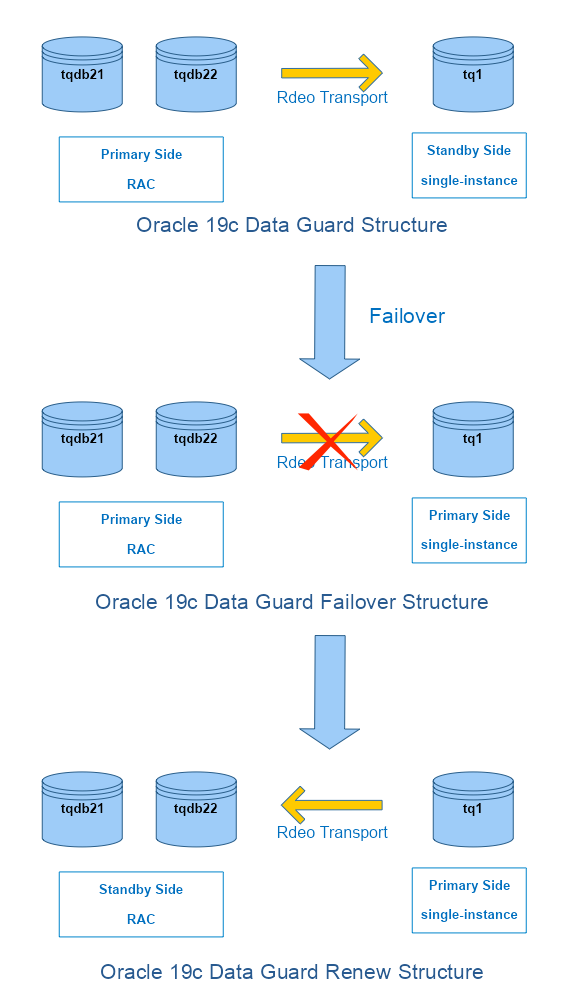 tqdb21
tqdb22
tq1
Rdeo Transport
Primary Side
RAC
Standby Side
single-instance
Oracle 19c Data Guard Structure
Failover
tqdb21
tqdb22
tq1
Rdeo Transport
Primary Side
RAC
Primary Side
single-instance
Oracle 19c Data Guard Failover Structure
tqdb21
tqdb22
tq1
Rdeo Transport
Standby Side
RAC
Primary Side
single-instance
Oracle 19c Data Guard Renew Structure